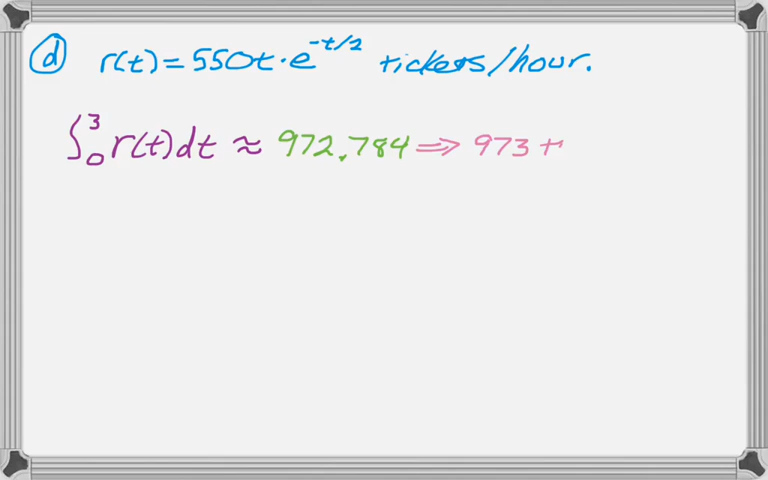 (d) r(t) = 550t · e^{-t/2} tickets/hour.
∫₀³ r(t)dt ≈ 972.784 ⇒ 973